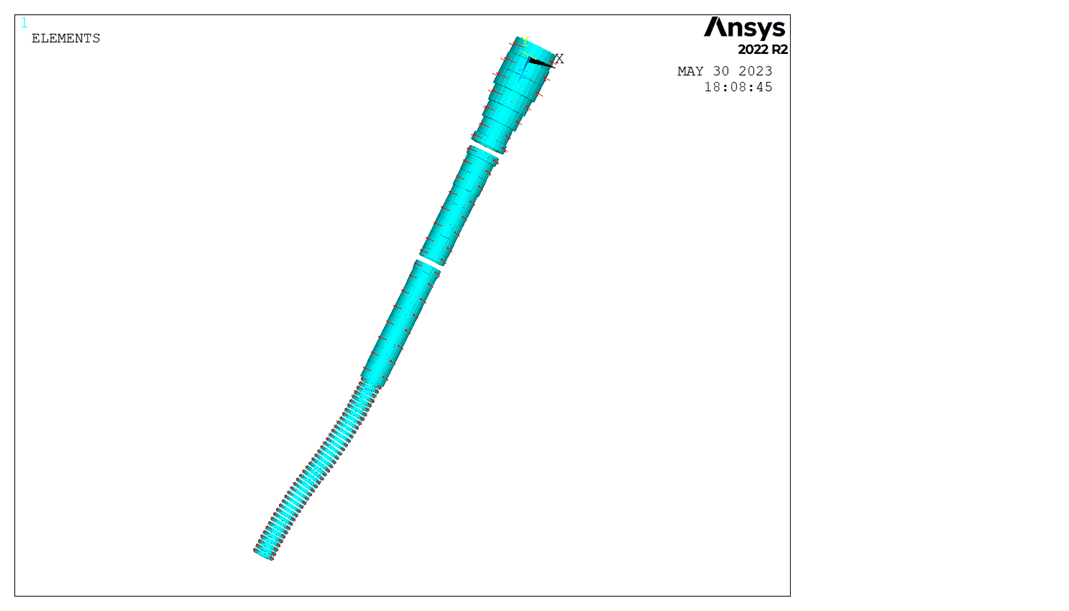 1
ELEMENTS
Ansys
2022 R2
MAY 30 2023
18:08:45
Y
X